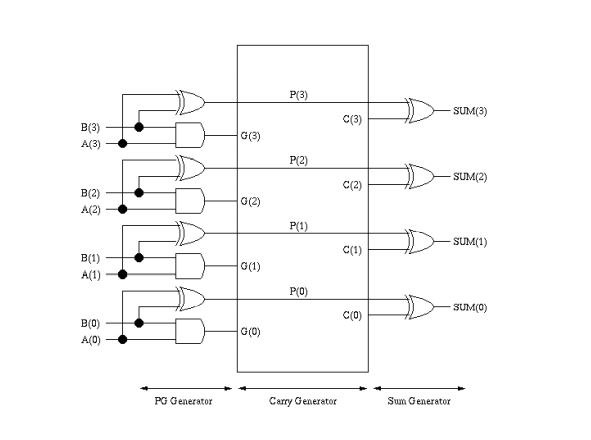 P(3)
SUM(3)
C(3)
B(3)
G(3)
A(3)
P(2)
SUM(2)
C(2)
B(2)
G(2)
A(2)
P(1)
SUM(1)
C(1)
B(1)
G(1)
A(1)
P(0)
SUM(0)
C(0)
B(0)
G(0)
A(0)
PG Generator Carry Generator Sum Generator